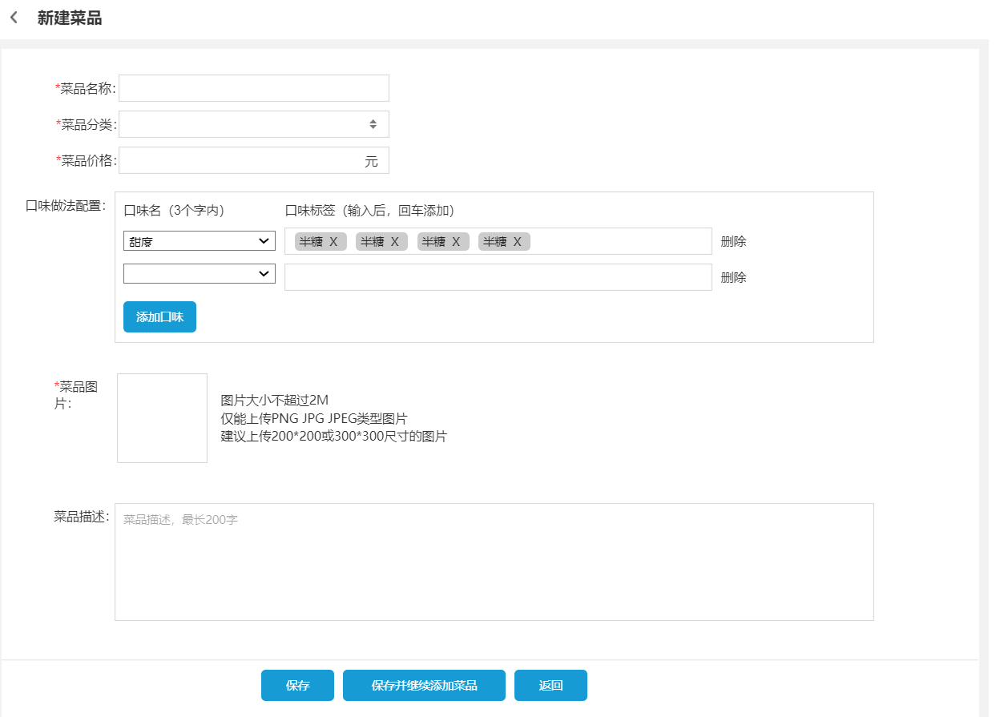 新建菜品
*菜品名称:
*菜品分类:
*菜品价格: 元
口味做法配置:
口味名（3个字内） 口味标签（输入后，回车添加）
甜度 半糖 X 半糖 X 半糖 X 半糖 X 删除
删除
添加口味
*菜品图
片:
图片大小不超过2M
仅能上传PNG JPG JPEG类型图片
建议上传200*200或300*300尺寸的图片
菜品描述:
菜品描述，最长200字
保存 保存并继续添加菜品 返回